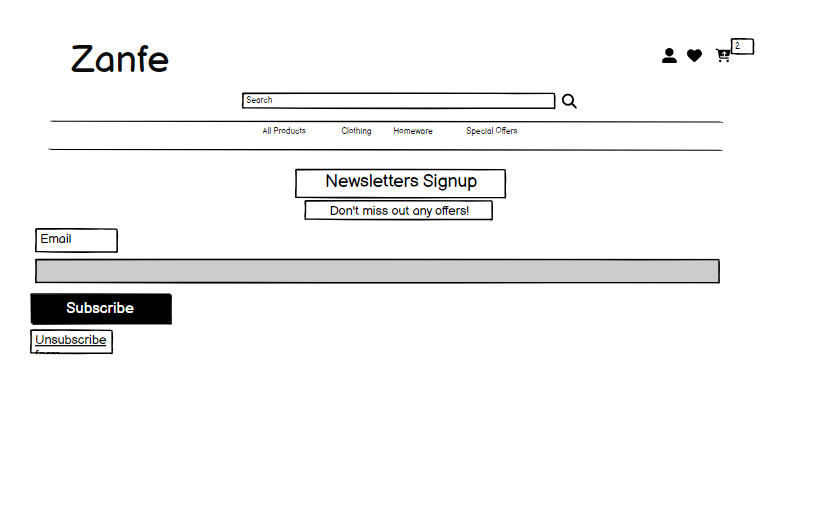 Zanfe
2
Search
All Products Clothing Homeware Special Offers
Newsletters Signup
Don't miss out any offers!
Email
Subscribe
Unsubscribe